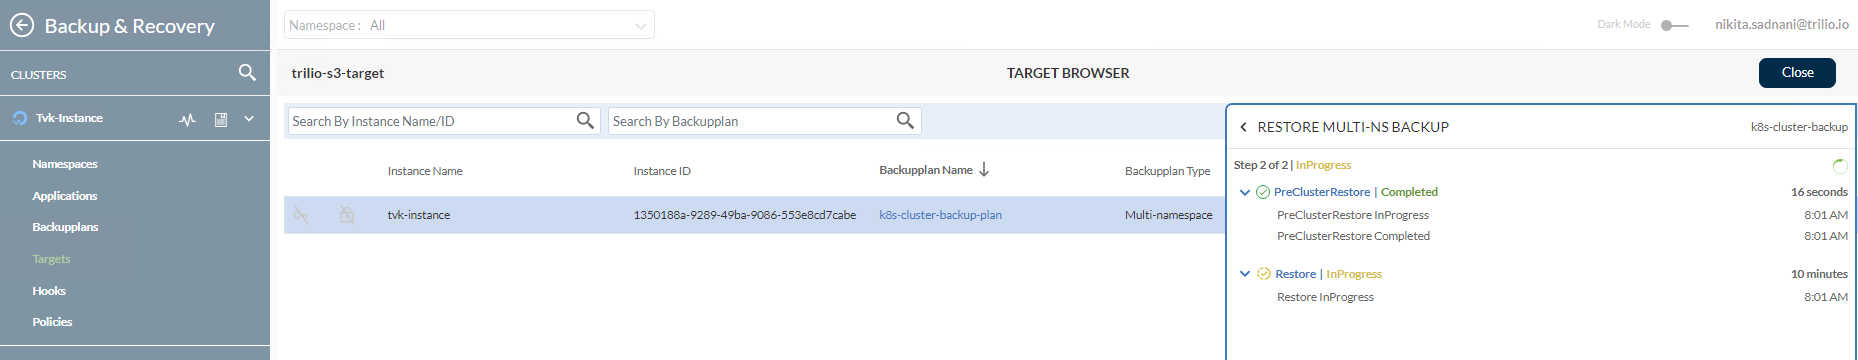 Backup & Recovery
CLUSTERS
Tvk-Instance
Namespaces
Applications
Backupplans
Targets
Hooks
Policies
Namespace : All
Dark Mode
nikita.sadnani@trilio.io
trilio-s3-target
TARGET BROWSER
Close
Search By Instance Name/ID
Search By Backupplan
Instance Name
Instance ID
Backupplan Name
Backupplan Type
tvk-instance
1350188a-9289-49ba-9086-553e8cd7cabe
k8s-cluster-backup-plan
Multi-namespace
RESTORE MULTI-NS BACKUP
k8s-cluster-backup
Step 2 of 2 | InProgress
PreClusterRestore | Completed
16 seconds
PreClusterRestore InProgress
8:01 AM
PreClusterRestore Completed
8:01 AM
Restore | InProgress
10 minutes
Restore InProgress
8:01 AM